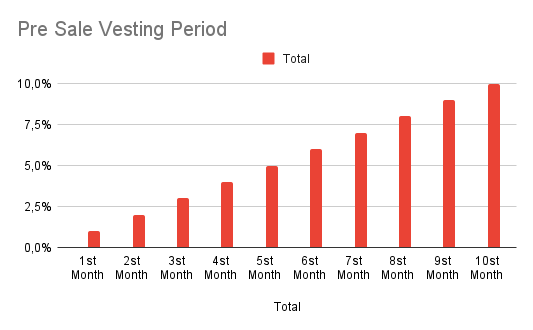 Pre Sale Vesting Period
Total
10,0%
7,5%
5,0%
2,5%
0,0%
1st Month
2st Month
3st Month
4st Month
5st Month
6st Month
7st Month
8st Month
9st Month
10st Month
Total